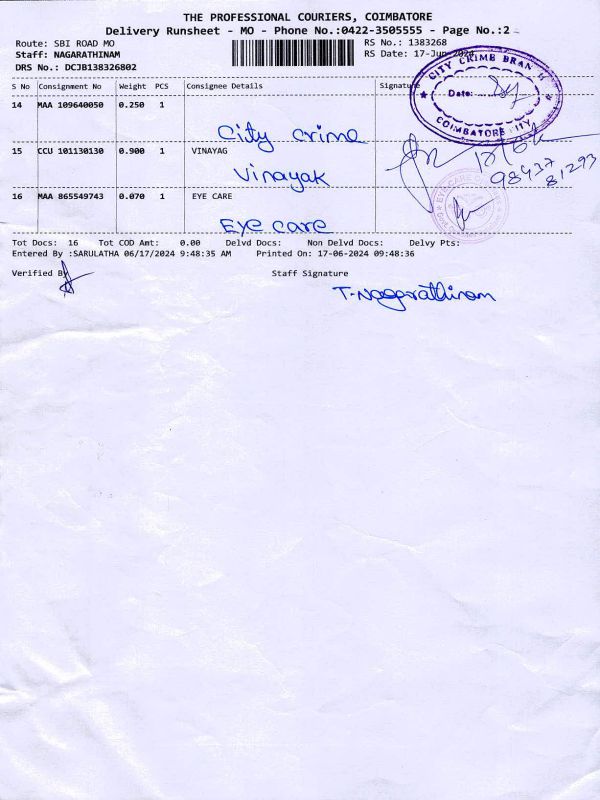 THE PROFESSIONAL COURIERS, COIMBATORE
Delivery Runsheet - MO - Phone No.:0422-3505555 - Page No.:2
Route: SBI ROAD MO RS No.: 1383268
Staff: NAGARATHINAM RS Date: 17-Jun-2024
DRS No.: DCJB138326802
S No Consignment No Weight PCS Consignee Details Signature
14 MAA 109640050 0.250 1
City Crime
15 CCU 101130130 0.900 1 VINAYAG
Vinayak
16 MAA 865549743 0.070 1 EYE CARE
Eye care
CITY CRIME BRANCH
Date:
COIMBATORE CITY
98437
81293
EYE CARE
Tot Docs: 16 Tot COD Amt: 0.00 Delvd Docs: Non Delvd Docs: Delvy Pts:
Entered By :SARULATHA 06/17/2024 9:48:35 AM Printed On: 17-06-2024 09:48:36
Verified By Staff Signature
T-Nagarathinam